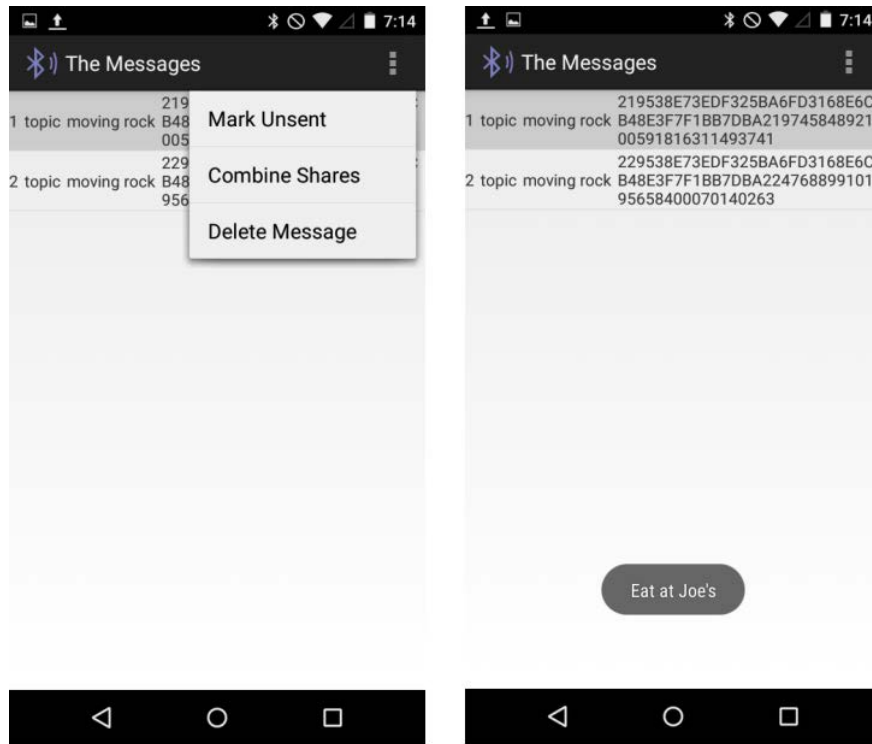 7:14
The Messages
1 topic moving rock
219
B48
005
2 topic moving rock
229
B48
956
Mark Unsent
Combine Shares
Delete Message
7:14
The Messages
1 topic moving rock
219538E73EDF325BA6FD3168E6C
B48E3F7F1BB7DBA219745848921
005918163114937​41
2 topic moving rock
229538E73EDF325BA6FD3168E6C
B48E3F7F1BB7DBA224768899101
95658400070140263
Eat at Joe's